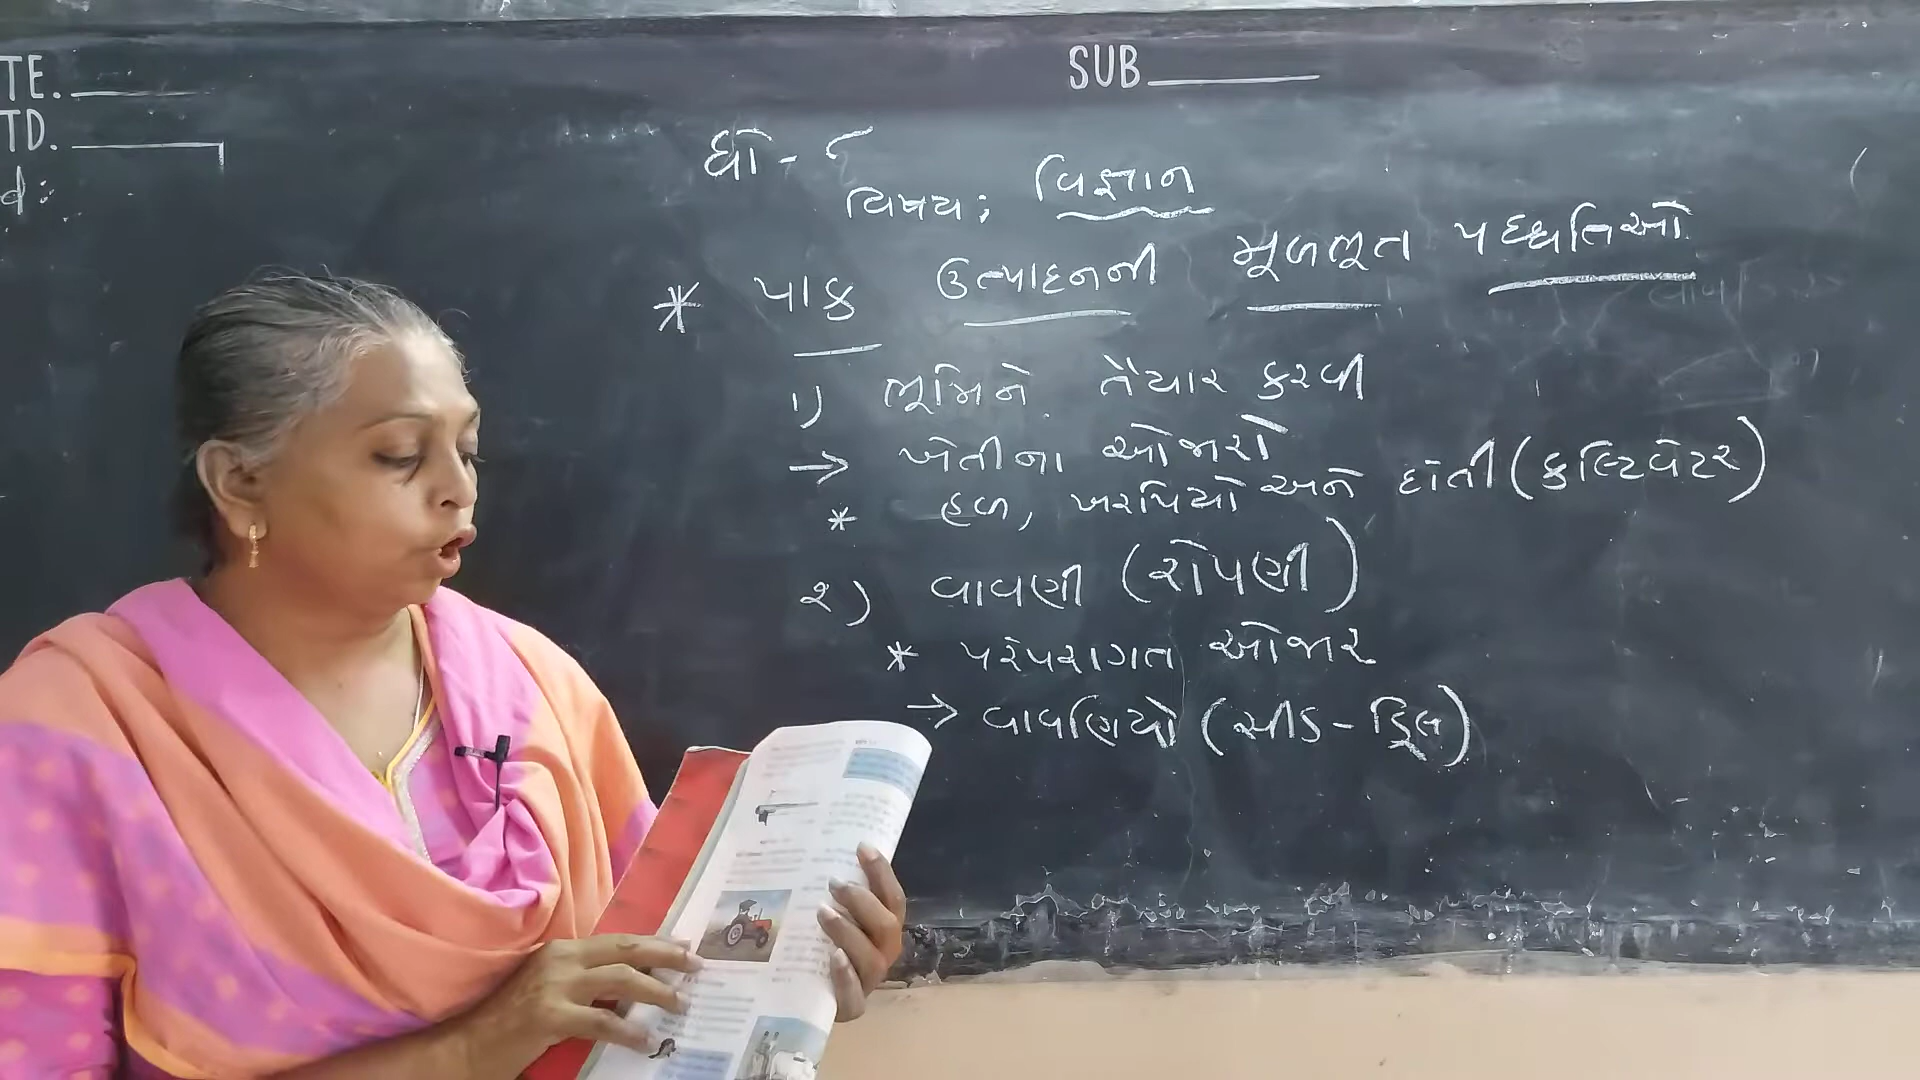 TE.
TD.
SUB
ધો - ૮
વિષય: વિજ્ઞાન
* પાક ઉત્પાદનની મૂળભૂત પધ્ધતિઓ
૧) ભૂમિને તૈયાર કરવી
→ ખેતીના ઓજારો
* હળ, ખરપિયો અને દાંતી (કલ્ટિવેટર)
૨) વાવણી (રોપણી)
* પરંપરાગત ઓજાર
→ વાવણિયો (સીડ - ડ્રિલ)